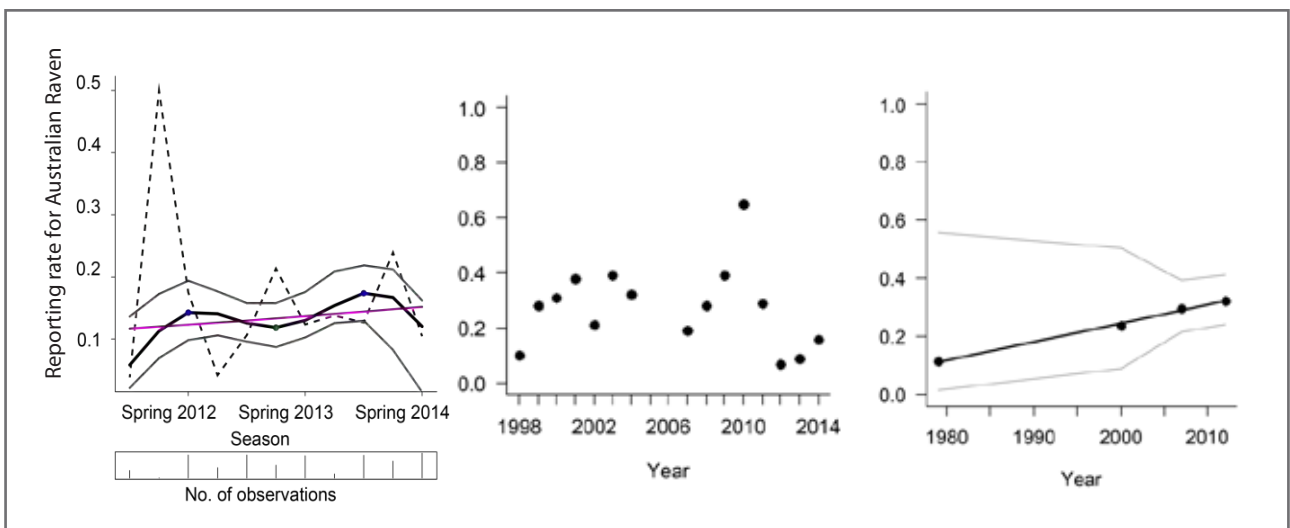 Reporting rate for Australian Raven
0.5
0.4
0.3
0.2
0.1
Spring 2012 Spring 2013 Spring 2014
Season
No. of observations
1.0
0.8
0.6
0.4
0.2
0.0
1998 2002 2006 2010 2014
Year
1.0
0.8
0.6
0.4
0.2
0.0
1980 1990 2000 2010
Year